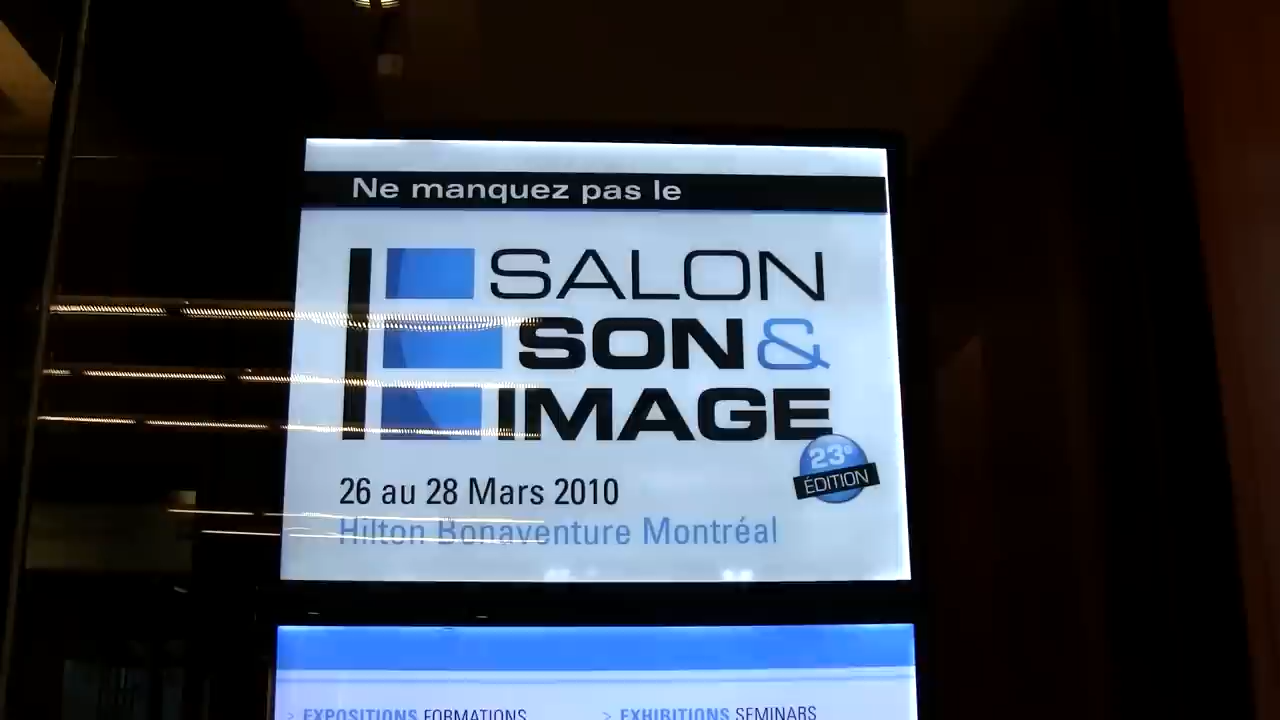 Ne manquez pas le
SALON
SON &
IMAGE
23e
ÉDITION
26 au 28 Mars 2010
Hilton Bonaventure Montréal
> EXPOSITIONS FORMATIONS
> EXHIBITIONS SEMINARS